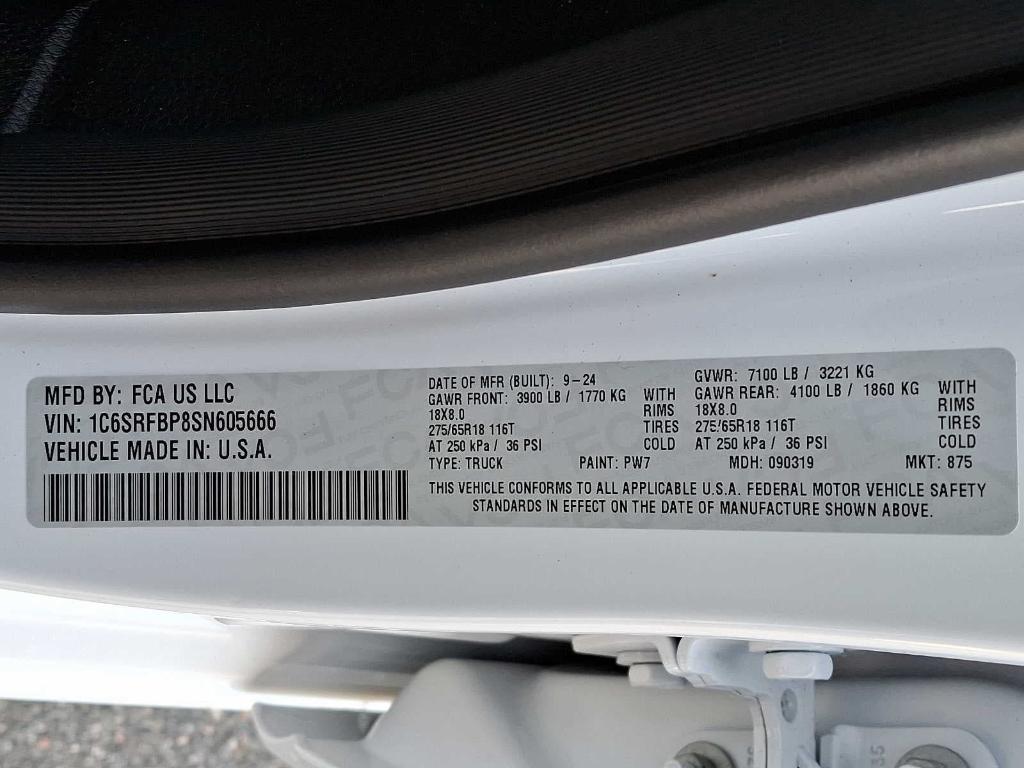 MFD BY: FCA US LLC
VIN: 1C6SRFBP8SN605666
VEHICLE MADE IN: U.S.A.
DATE OF MFR (BUILT): 9-24
GAWR FRONT: 3900 LB / 1770 KG WITH
18X8.0 RIMS
275/65R18 116T TIRES
AT 250 kPa / 36 PSI COLD
GVWR: 7100 LB / 3221 KG
GAWR REAR: 4100 LB / 1860 KG WITH
18X8.0 RIMS
275/65R18 116T TIRES
AT 250 kPa / 36 PSI COLD
TYPE: TRUCK PAINT: PW7 MDH: 090319 MKT: 875
THIS VEHICLE CONFORMS TO ALL APPLICABLE U.S.A. FEDERAL MOTOR VEHICLE SAFETY
STANDARDS IN EFFECT ON THE DATE OF MANUFACTURE SHOWN ABOVE.